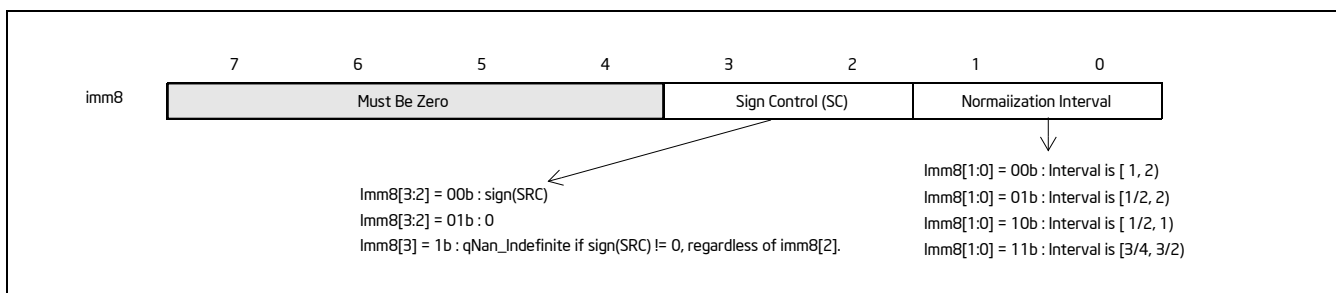 7 6 5 4 3 2 1 0
imm8 Must Be Zero Sign Control (SC) Normaiization Interval
Imm8[3:2] = 00b : sign(SRC)
Imm8[3:2] = 01b : 0
Imm8[3] = 1b : qNan_Indefinite if sign(SRC) != 0, regardless of imm8[2].
Imm8[1:0] = 00b : Interval is [ 1, 2)
Imm8[1:0] = 01b : Interval is [1/2, 2)
Imm8[1:0] = 10b : Interval is [ 1/2, 1)
Imm8[1:0] = 11b : Interval is [3/4, 3/2)